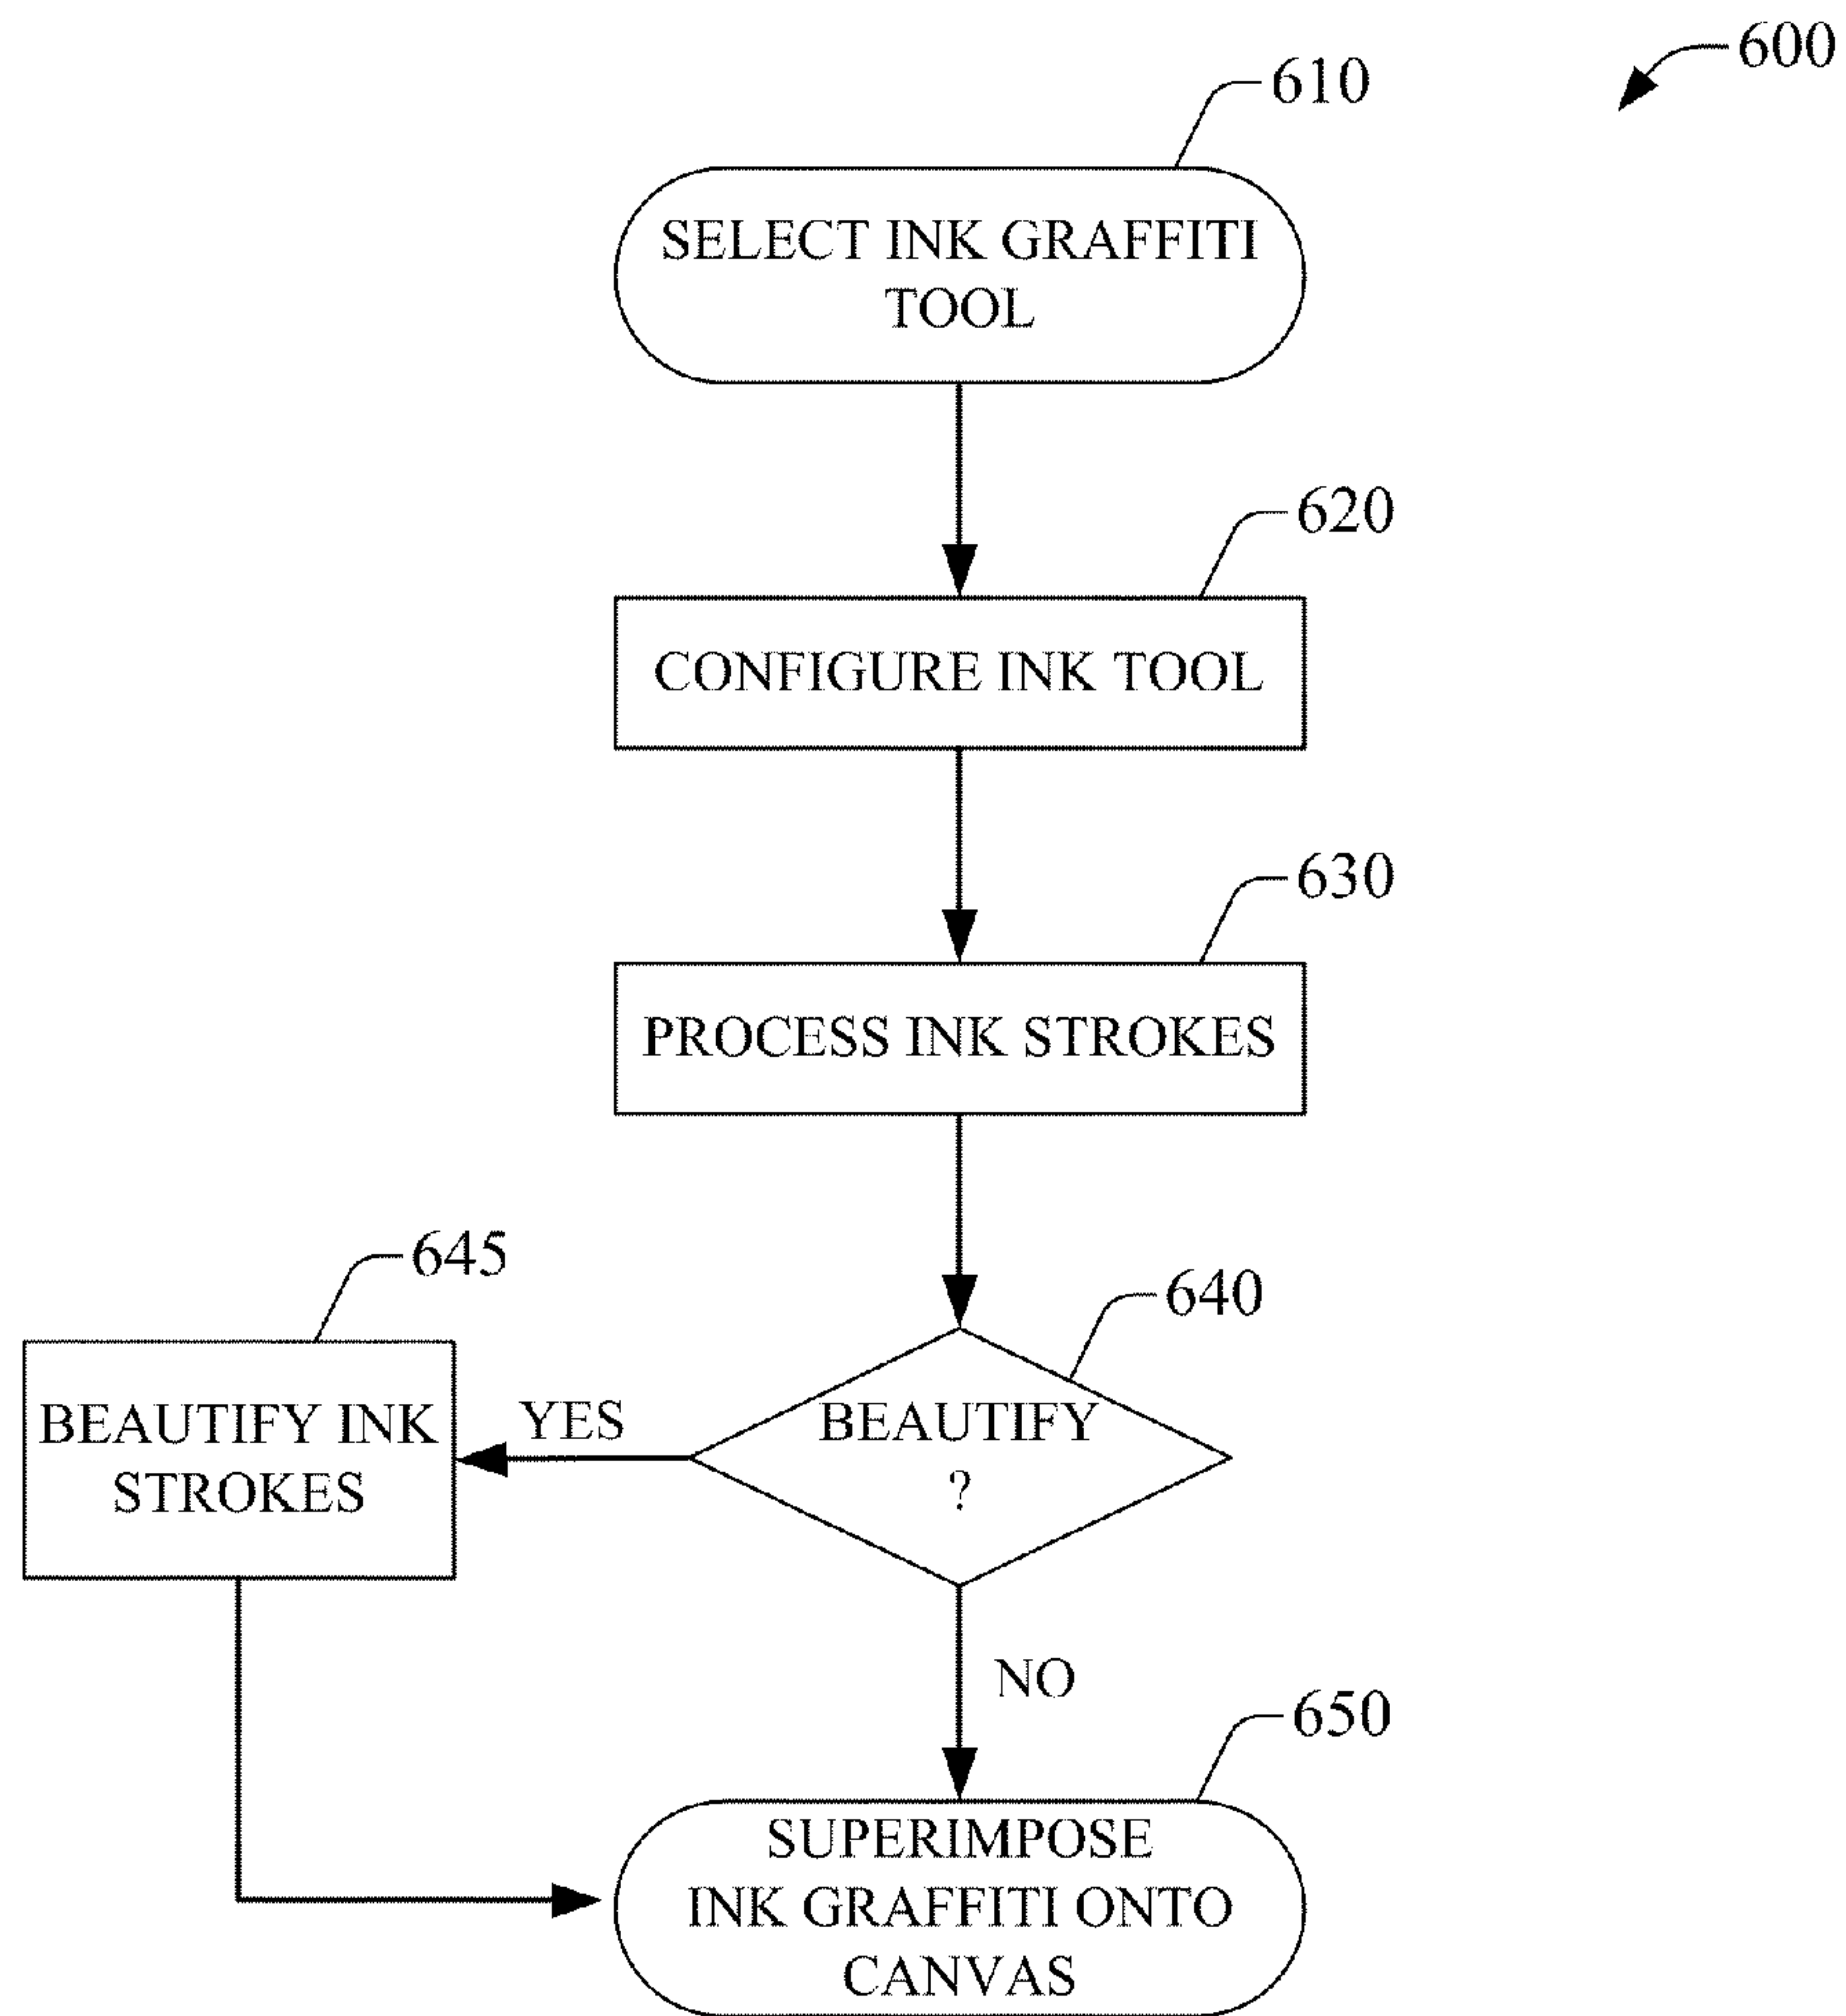 600
610
SELECT INK GRAFFITI
TOOL
620
CONFIGURE INK TOOL
630
PROCESS INK STROKES
645
640
BEAUTIFY INK
STROKES
YES
BEAUTIFY
?
NO
650
SUPERIMPOSE
INK GRAFFITI ONTO
CANVAS